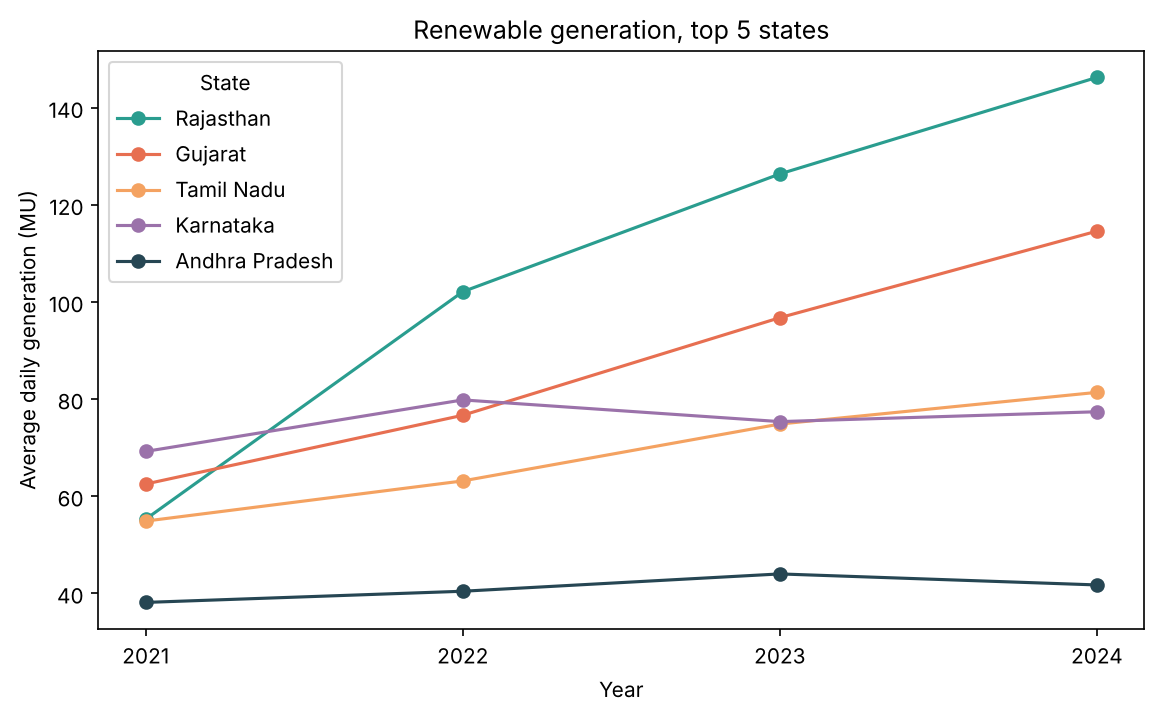 Renewable generation, top 5 states
State
Rajasthan
Gujarat
Tamil Nadu
Karnataka
Andhra Pradesh
Average daily generation (MU)
140
120
100
80
60
40
2021 2022 2023 2024
Year